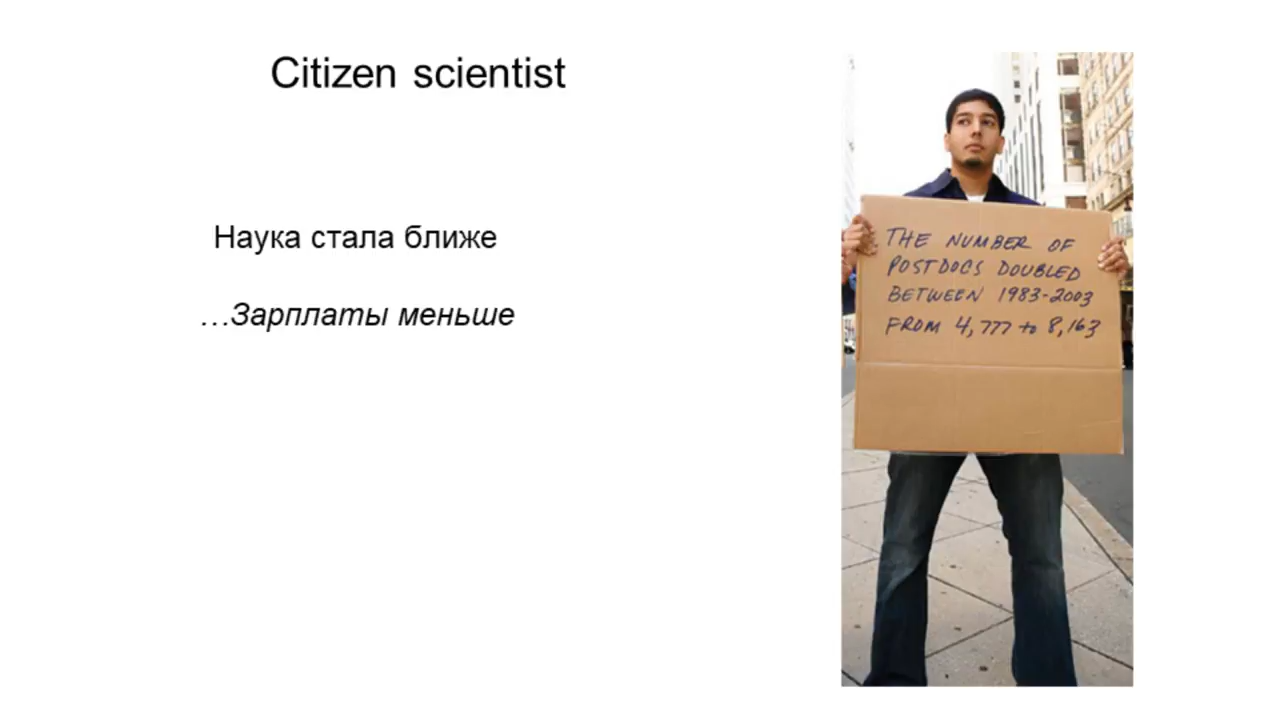 Citizen scientist
Наука стала ближе
…Зарплаты меньше
THE NUMBER OF
POSTDOCS DOUBLED
BETWEEN 1983-2003
FROM 4,777 to 8,163